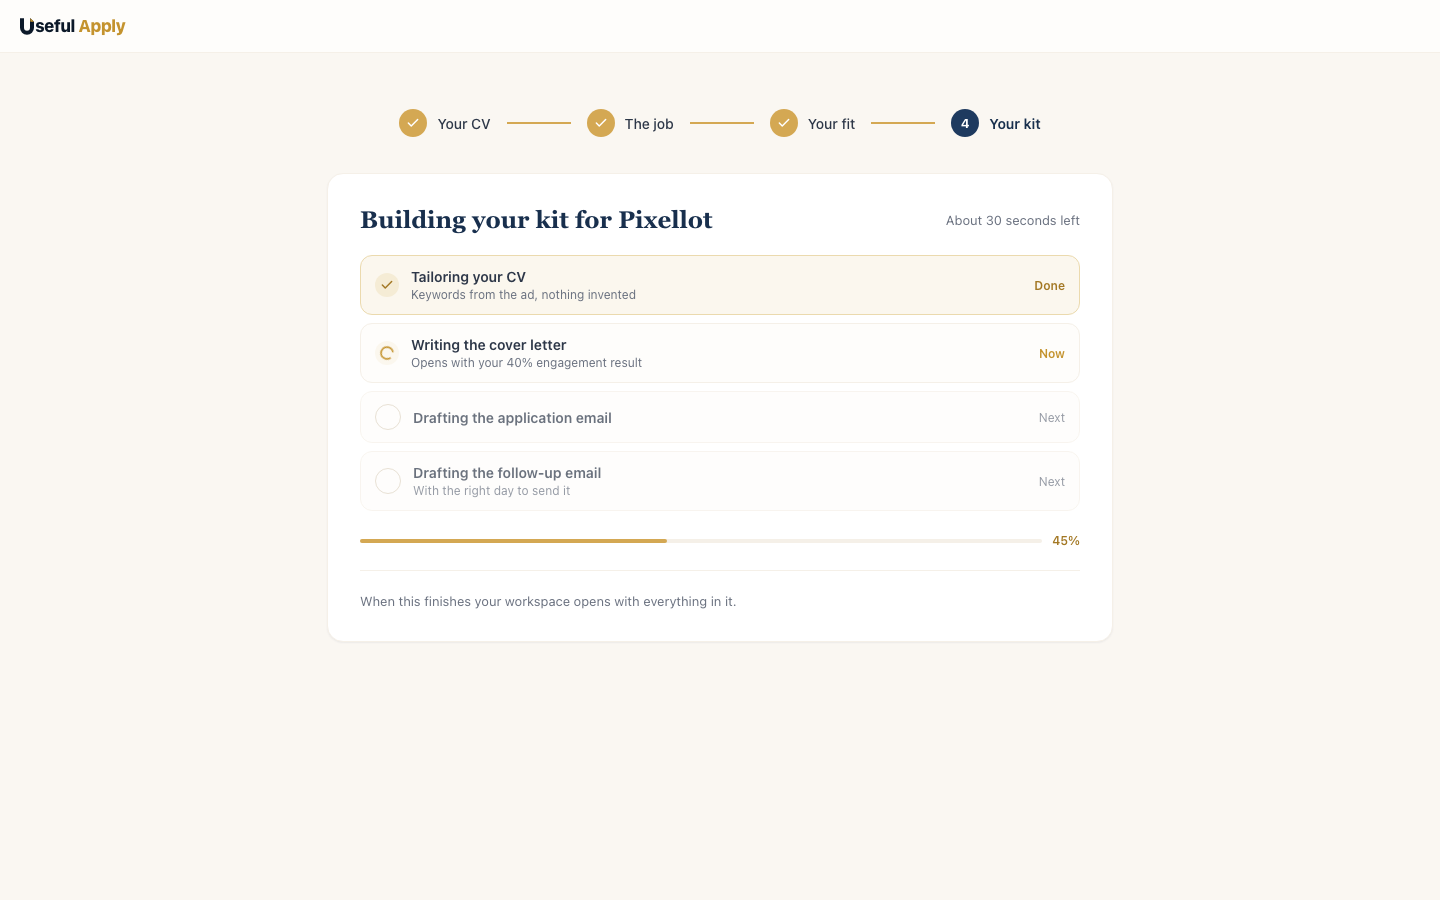 Useful Apply
Your CV
The job
Your fit
4 Your kit
Building your kit for Pixellot
About 30 seconds left
Tailoring your CV
Keywords from the ad, nothing invented
Done
Writing the cover letter
Opens with your 40% engagement result
Now
Drafting the application email
Next
Drafting the follow-up email
With the right day to send it
Next
45%
When this finishes your workspace opens with everything in it.